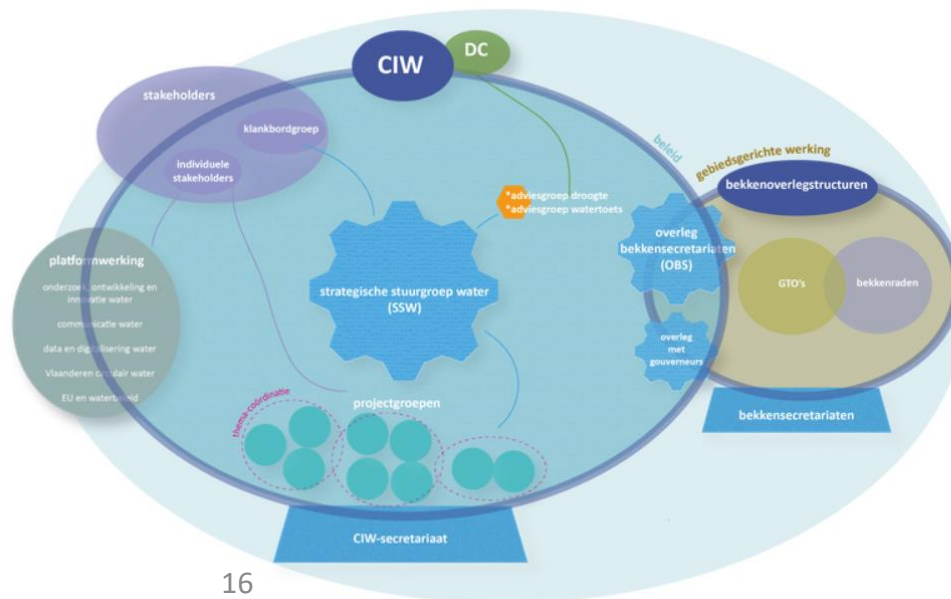 CIW
DC
stakeholders
klankbordgroep
individuele
stakeholders
beleid
gebiedsgerichte werking
bekkenoverlegstructuren
*adviesgroep droogte
*adviesgroep watertoets
overleg
bekkensecretariaten
(OBS)
GTO's
bekkenraden
platformwerking
onderzoek, ontwikkeling en
innovatie water
communicatie water
data en digitalisering water
Vlaanderen circulair water
EU en waterbeleid
strategische stuurgroep water
(SSW)
overleg
met
gouverneurs
thema-coördinatie
projectgroepen
bekkensecretariaten
CIW-secretariaat
16